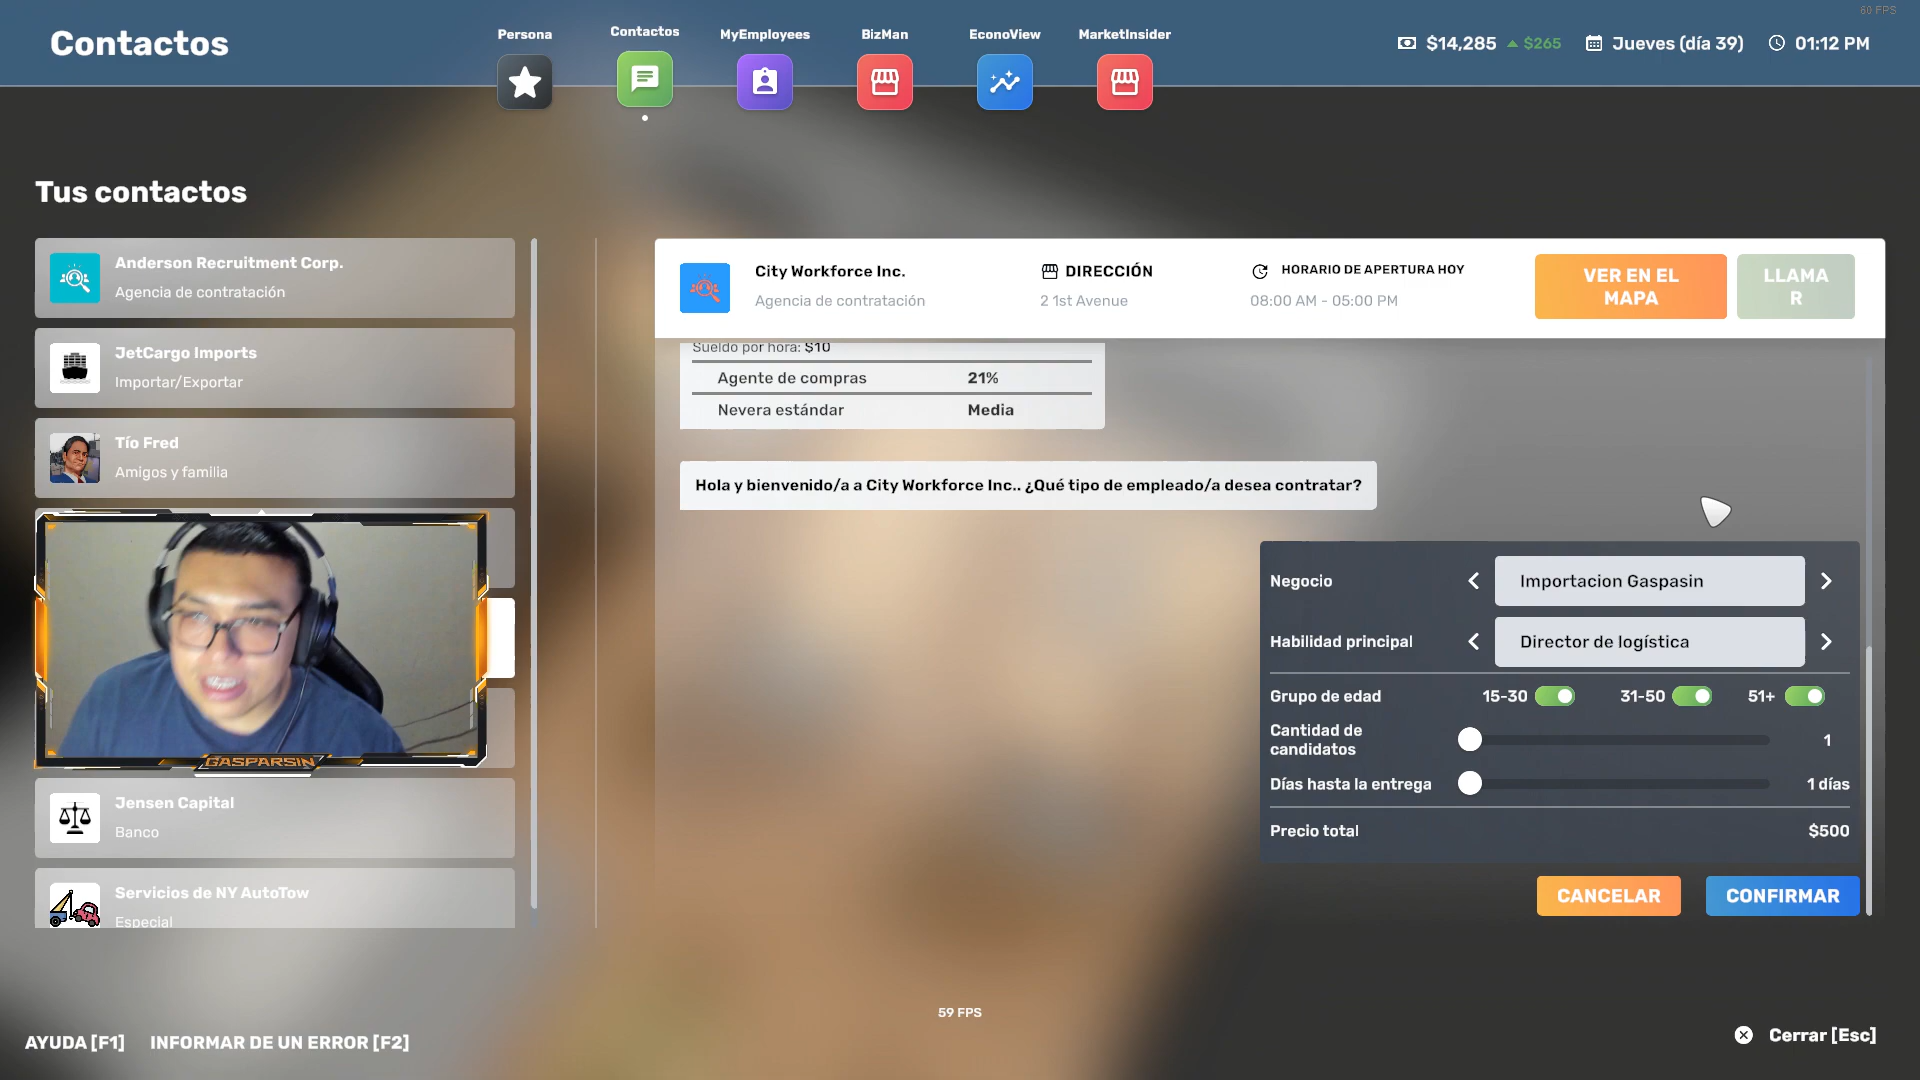 60 FPS
Contactos
Persona
Contactos
MyEmployees
BizMan
EconoView
MarketInsider
$14,285
$265
Jueves (día 39)
01:12 PM
Tus contactos
Anderson Recruitment Corp.
Agencia de contratación
JetCargo Imports
Importar/Exportar
Tío Fred
Amigos y familia
GASPARSIN
Jensen Capital
Banco
Servicios de NY AutoTow
Especial
City Workforce Inc.
Agencia de contratación
DIRECCIÓN
2 1st Avenue
HORARIO DE APERTURA HOY
08:00 AM - 05:00 PM
VER EN EL
MAPA
LLAMA
R
Sueldo por hora: $10
Agente de compras 21%
Nevera estándar Media
Hola y bienvenido/a a City Workforce Inc.. ¿Qué tipo de empleado/a desea contratar?
Negocio Importacion Gaspasin
Habilidad principal Director de logística
Grupo de edad 15-30 31-50 51+
Cantidad de
candidatos 1
Días hasta la entrega 1 días
Precio total $500
CANCELAR
CONFIRMAR
59 FPS
AYUDA [F1]
INFORMAR DE UN ERROR [F2]
Cerrar [Esc]